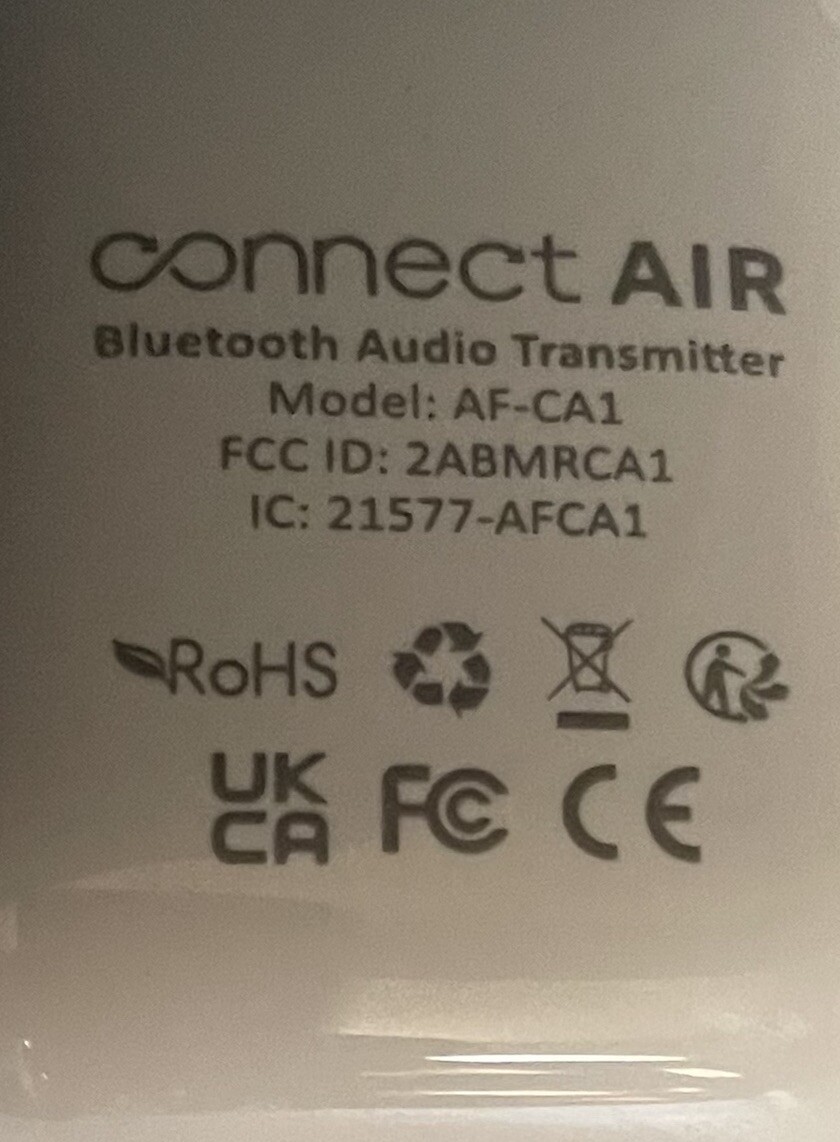 connect AIR
Bluetooth Audio Transmitter
Model: AF-CA1
FCC ID: 2ABMRCA1
IC: 21577-AFCA1
RoHS
UK FC CE
CA